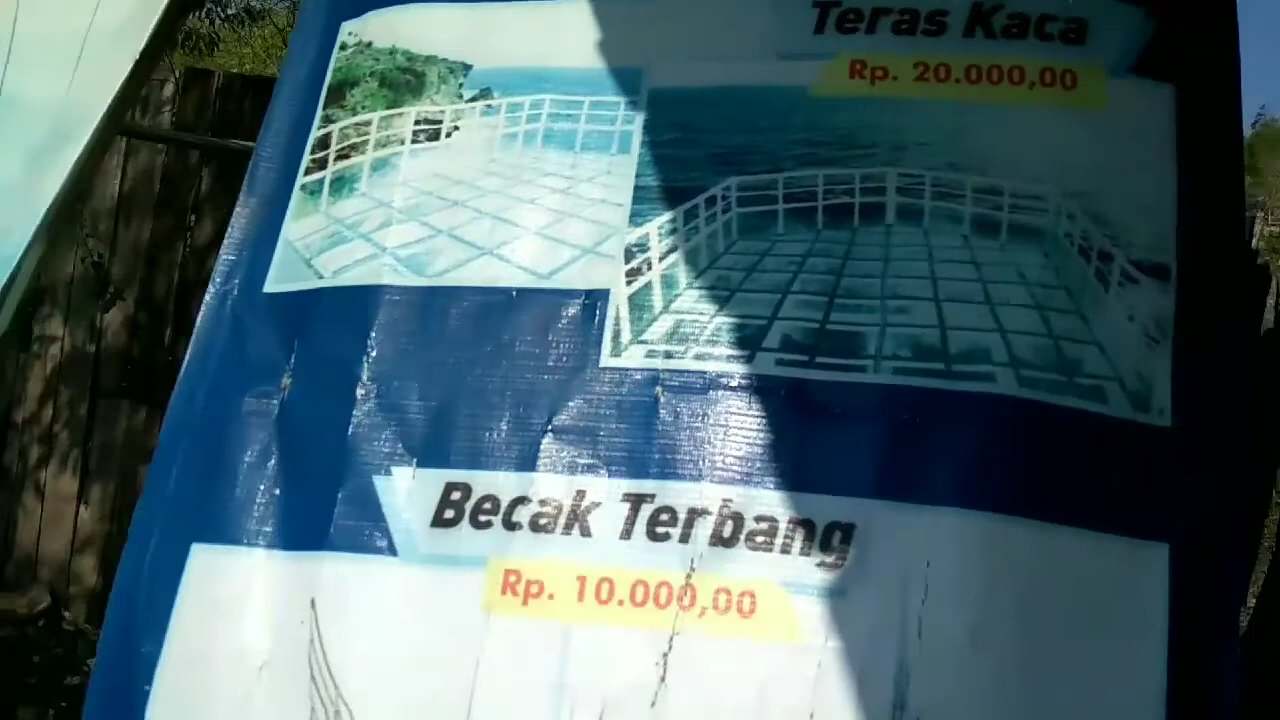 Teras Kaca
Rp. 20.000,00
Becak Terbang
Rp. 10.000,00